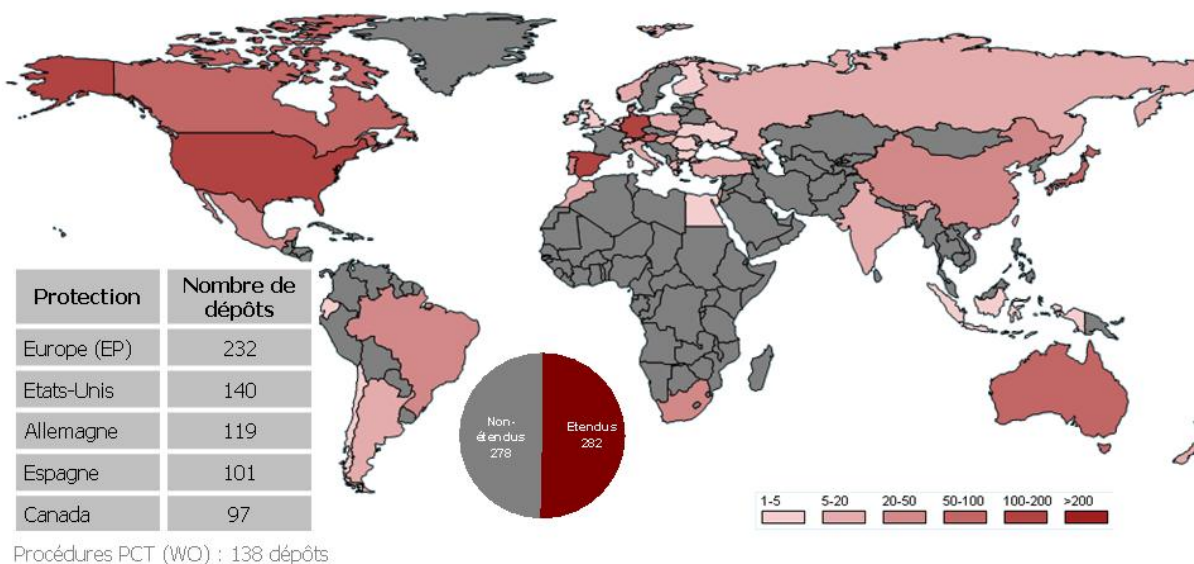 Protection Nombre de
dépôts
Europe (EP) 232
Etats-Unis 140
Allemagne 119
Espagne 101
Canada 97
Procédures PCT (WO) : 138 dépôts
Non-
étendus
278
Etendus
282
1-5 5-20 20-50 50-100 100-200 >200